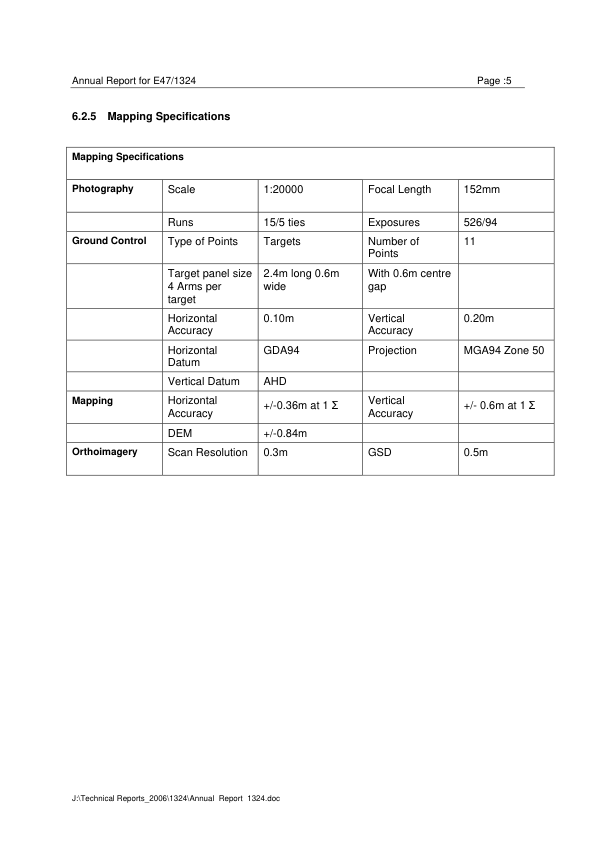 Annual Report for E47/1324 Page :5
6.2.5 Mapping Specifications
Mapping Specifications
Photography Scale 1:20000 Focal Length 152mm
Runs 15/5 ties Exposures 526/94
Ground Control Type of Points Targets Number of
Points 11
Target panel size
4 Arms per
target 2.4m long 0.6m
wide With 0.6m centre
gap
Horizontal
Accuracy 0.10m Vertical
Accuracy 0.20m
Horizontal
Datum GDA94 Projection MGA94 Zone 50
Vertical Datum AHD
Mapping Horizontal
Accuracy +/-0.36m at 1 Σ Vertical
Accuracy +/- 0.6m at 1 Σ
DEM +/-0.84m
Orthoimagery Scan Resolution 0.3m GSD 0.5m
J:\Technical Reports_2006\1324\Annual_Report_1324.doc